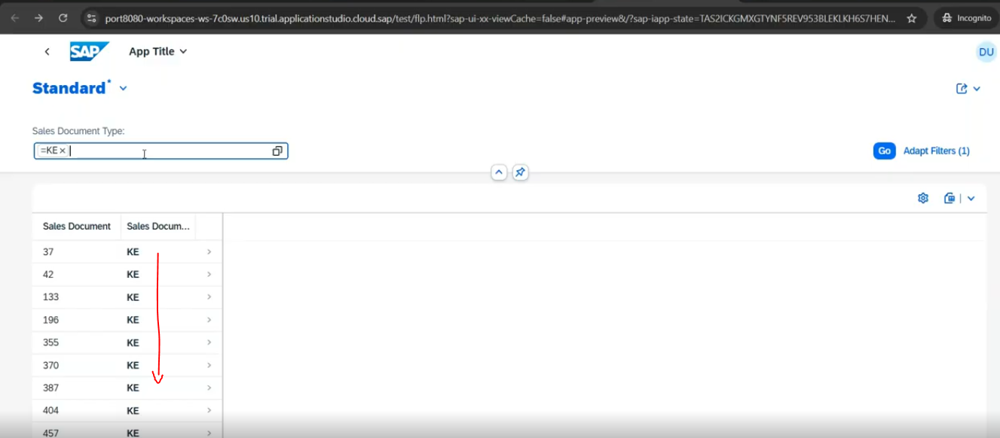 port8080-workspaces-ws-7c0sw.us10.trial.applicationstudio.cloud.sap/test/flp.html?sap-ui-xx-viewCache=false#app-preview&/?sap-iapp-state=TAS2ICKGMXGTYNF5REV953BLEKLKH6S7HEN... Incognito
SAP App Title DU
Standard*
Sales Document Type:
=KE
Go Adapt Filters (1)
Sales Document Sales Docum...
37 KE
42 KE
133 KE
196 KE
355 KE
370 KE
387 KE
404 KE
457 KE